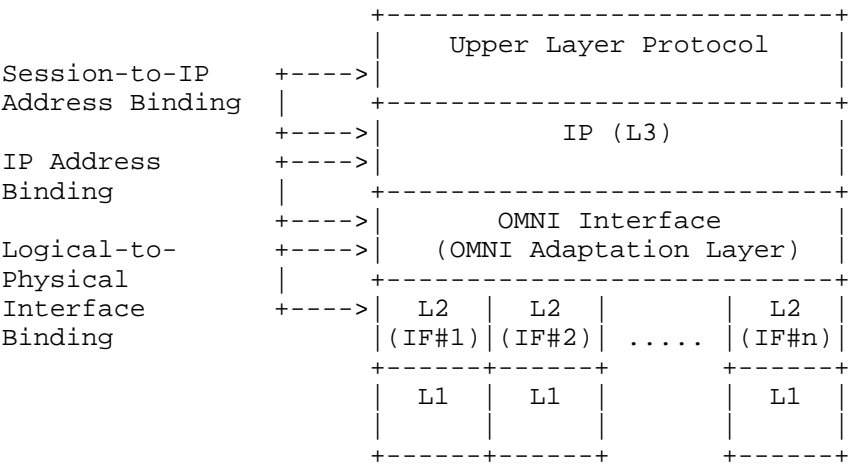 +----------------------------+
                             |    Upper Layer Protocol    |
Session-to-IP    +---->|                            |
Address Binding  |     +----------------------------+
                 +---->|           IP (L3)          |
IP Address       +---->|                            |
Binding          |     +----------------------------+
                 +---->|       OMNI Interface       |
Logical-to-      +---->|   (OMNI Adaptation Layer)  |
Physical         |     +----------------------------+
Interface        +---->|  L2  |  L2  |       |  L2  |
Binding                |(IF#1)|(IF#2)| ..... |(IF#n)|
                       +------+------+       +------+
                       |  L1  |  L1  |       |  L1  |
                       |      |      |       |      |
                       +------+------+       +------+